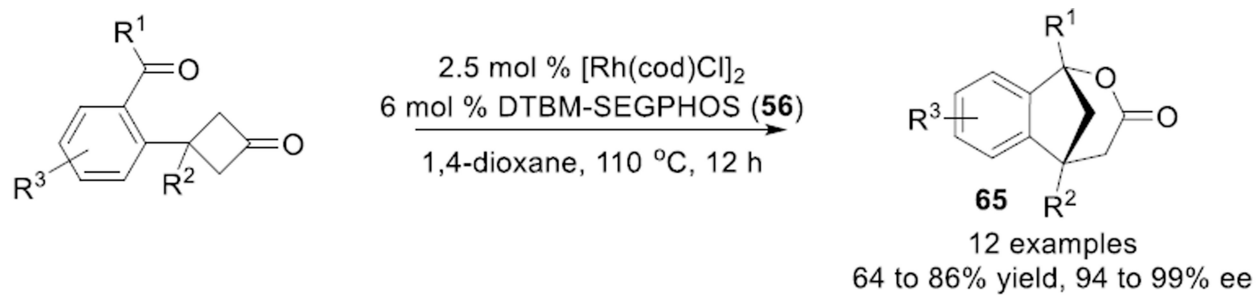 R¹
O
R³
R²
O
2.5 mol % [Rh(cod)Cl]₂
6 mol % DTBM-SEGPHOS (56)
1,4-dioxane, 110 ºC, 12 h
R¹
O
O
R³
R²
65
12 examples
64 to 86% yield, 94 to 99% ee